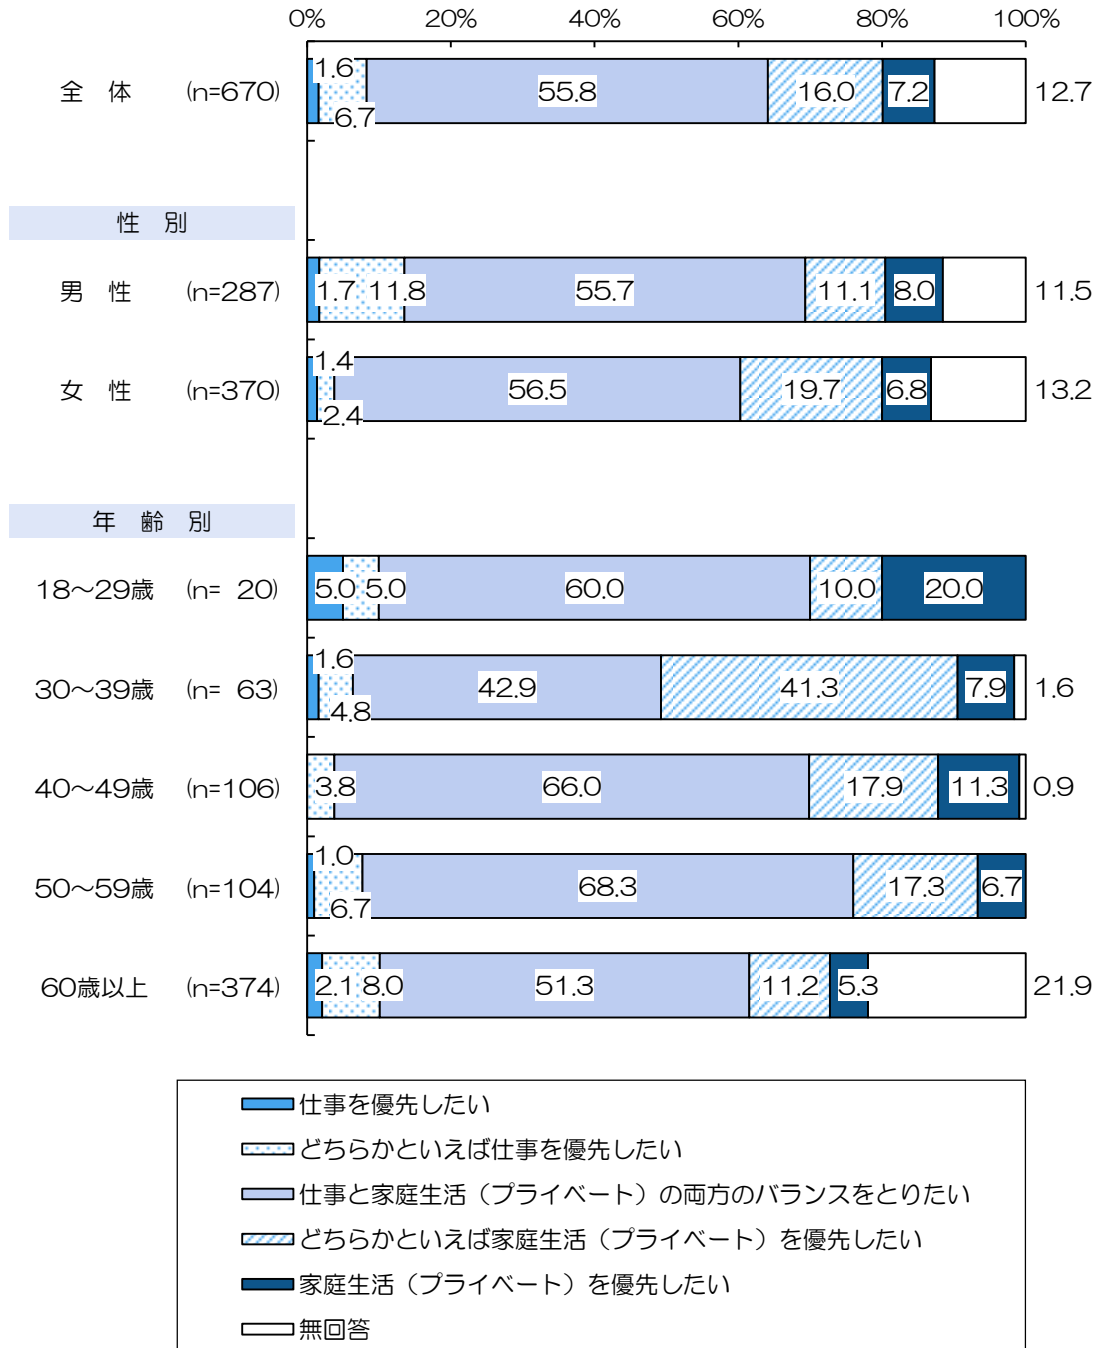 0% 20% 40% 60% 80% 100%
全 体 (n=670) 1.6 6.7 55.8 16.0 7.2 12.7
性 別
男 性 (n=287) 1.7 11.8 55.7 11.1 8.0 11.5
女 性 (n=370) 1.4 2.4 56.5 19.7 6.8 13.2
年 齢 別
18～29歳 (n= 20) 5.0 5.0 60.0 10.0 20.0
30～39歳 (n= 63) 1.6 4.8 42.9 41.3 7.9 1.6
40～49歳 (n=106) 3.8 66.0 17.9 11.3 0.9
50～59歳 (n=104) 1.0 6.7 68.3 17.3 6.7
60歳以上 (n=374) 2.1 8.0 51.3 11.2 5.3 21.9
仕事を優先したい
どちらかといえば仕事を優先したい
仕事と家庭生活（プライベート）の両方のバランスをとりたい
どちらかといえば家庭生活（プライベート）を優先したい
家庭生活（プライベート）を優先したい
無回答